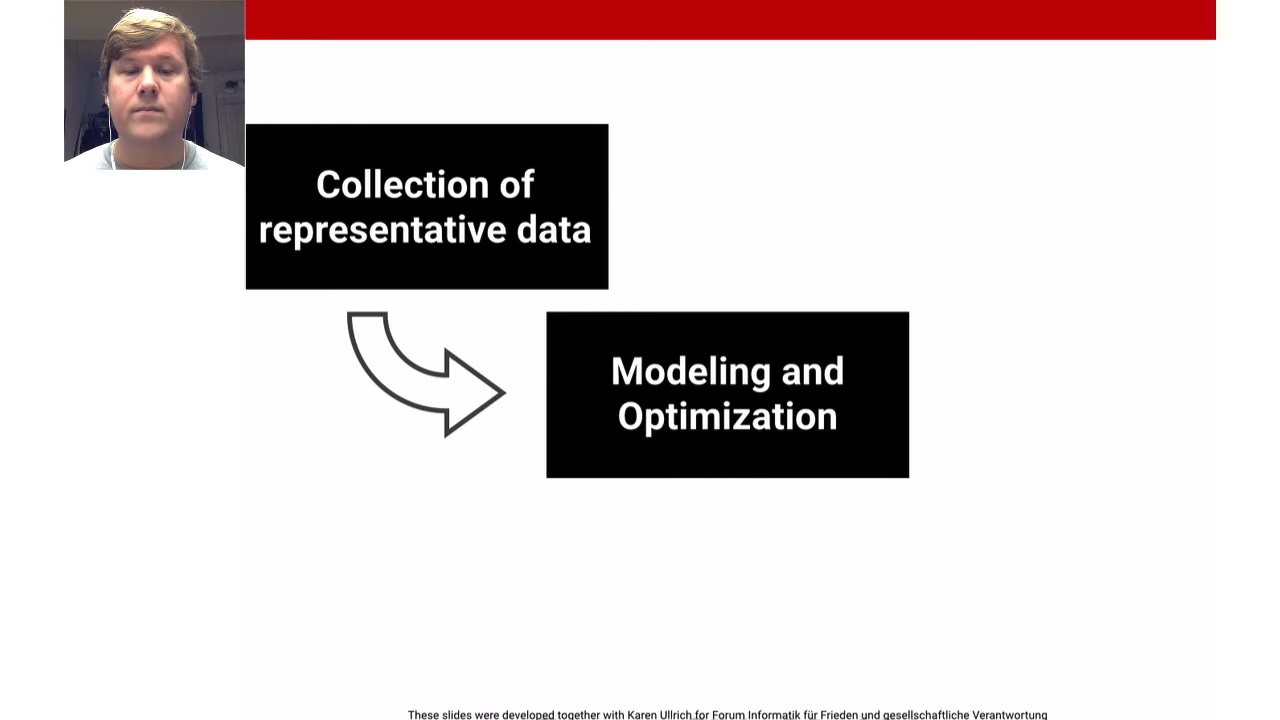 Collection of
representative data
Modeling and
Optimization
These slides were developed together with Karen Ullrich for Forum Informatik für Frieden und gesellschaftliche Verantwortung